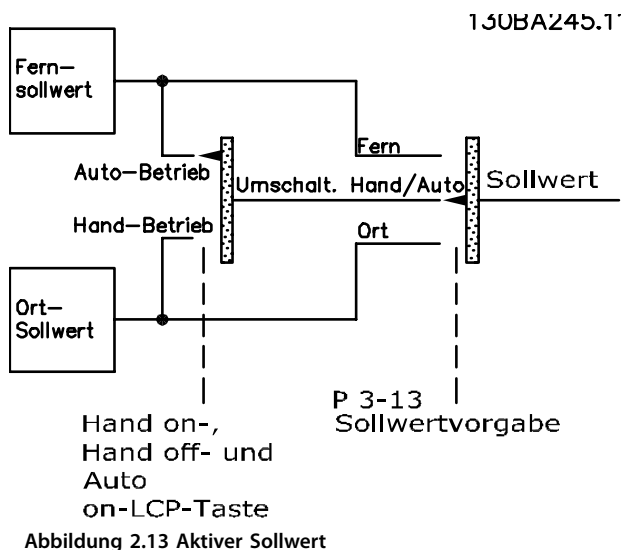 130BA245.11
Fern-
sollwert
Fern
Auto-Betrieb
Umschalt. Hand/Auto
Sollwert
Hand-Betrieb
Ort
Ort-
Sollwert
P 3-13
Sollwertvorgabe
Hand on-,
Hand off- und
Auto
on-LCP-Taste
Abbildung 2.13 Aktiver Sollwert